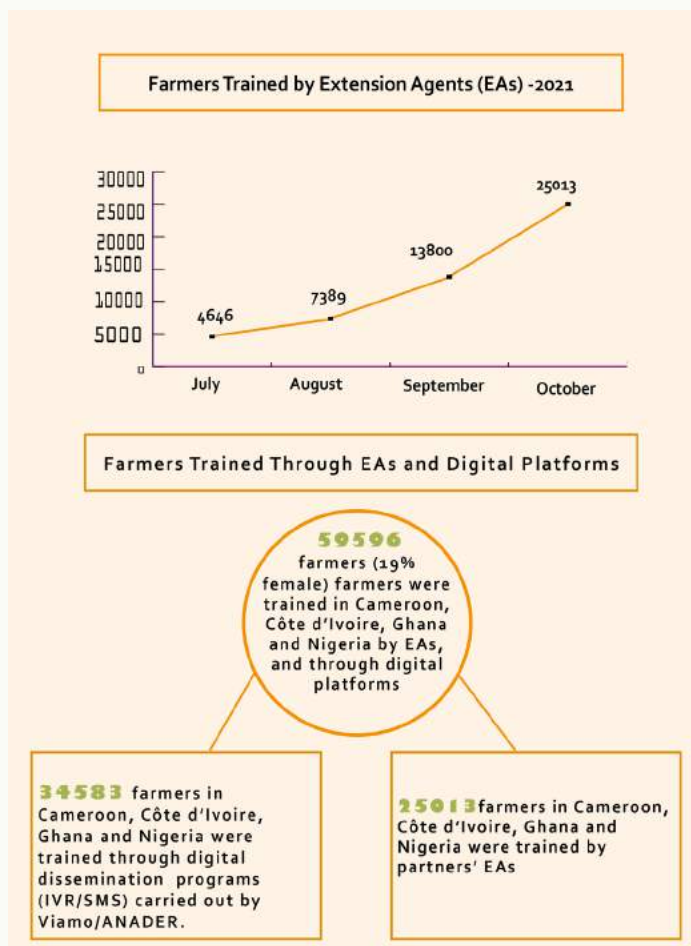 Farmers Trained by Extension Agents (EAs) -2021
30000
25000
20000
15000
10000
5000
0
4646
7389
13800
25013
July August September October
Farmers Trained Through EAs and Digital Platforms
59596
farmers (19%
female) farmers were
trained in Cameroon,
Côte d'Ivoire, Ghana
and Nigeria by EAs,
and through digital
platforms
34583 farmers in
Cameroon, Côte d'Ivoire,
Ghana and Nigeria were
trained through digital
dissemination programs
(IVR/SMS) carried out by
Viamo/ANADER.
25013farmers in Cameroon,
Côte d'Ivoire, Ghana and
Nigeria were trained by
partners' EAs